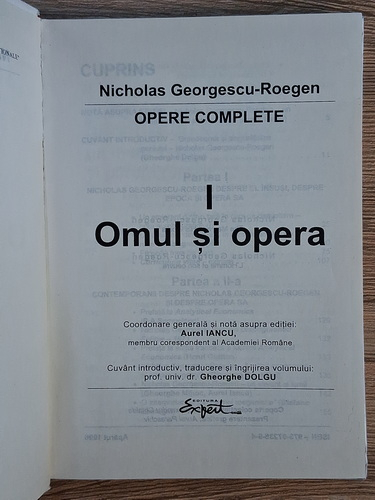 Nicholas Georgescu-Roegen
OPERE COMPLETE
I
Omul și opera
Coordonare generală și notă asupra ediției:
Aurel IANCU,
membru corespondent al Academiei Române
Cuvânt introductiv, traducere și îngrijirea volumului:
prof. univ. dr. Gheorghe DOLGU
EDITURA
Expert